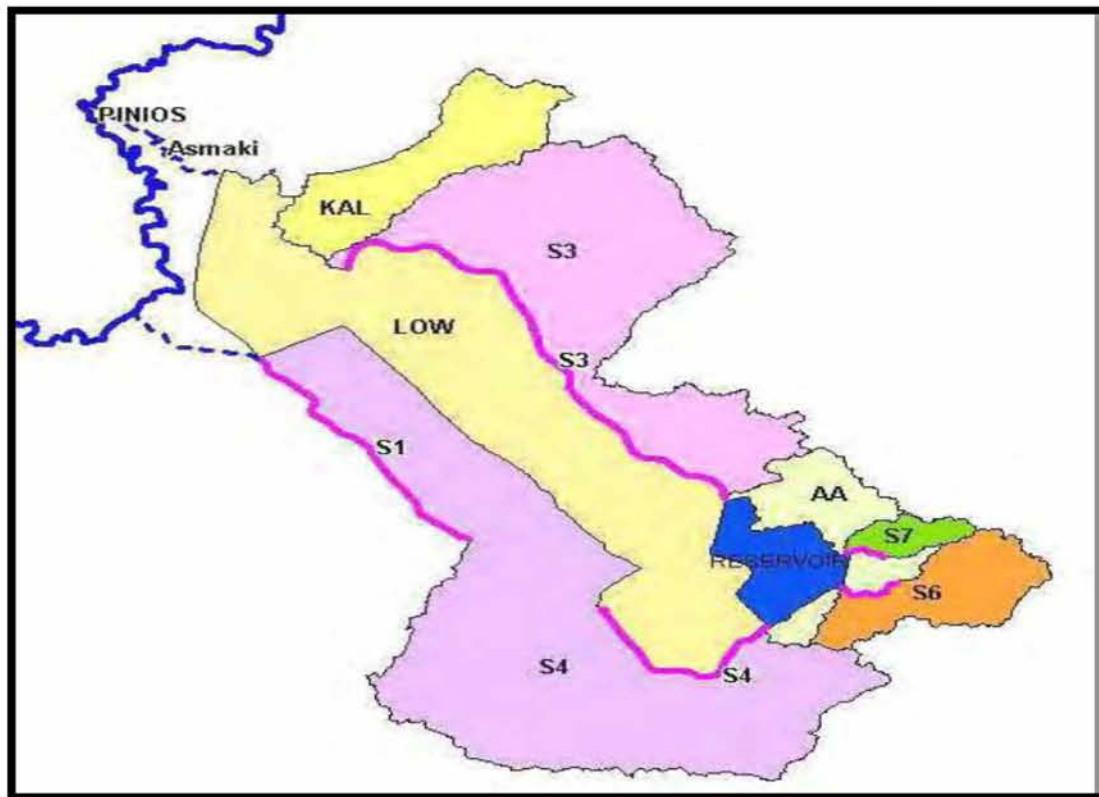 PINIOS
Asmaki
KAL
S3
LOW
S3
S1
AA
S7
RESERVOIR
S6
S4
S4